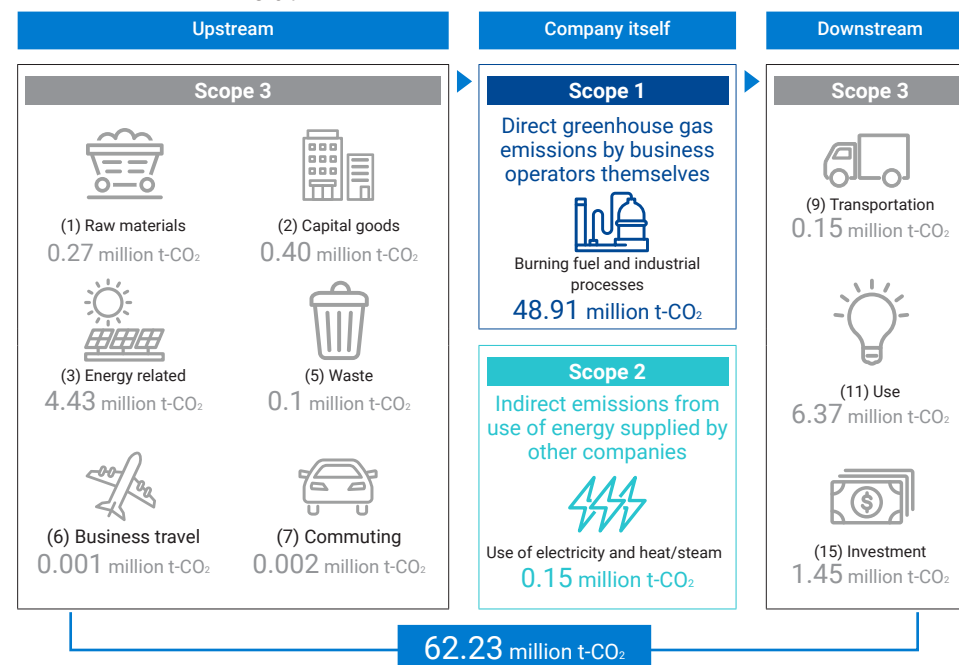 Upstream
Company itself
Downstream
Scope 3
(1) Raw materials
0.27 million t-CO₂
(2) Capital goods
0.40 million t-CO₂
(3) Energy related
4.43 million t-CO₂
(5) Waste
0.1 million t-CO₂
(6) Business travel
0.001 million t-CO₂
(7) Commuting
0.002 million t-CO₂
Scope 1
Direct greenhouse gas
emissions by business
operators themselves
Burning fuel and industrial
processes
48.91 million t-CO₂
Scope 2
Indirect emissions from
use of energy supplied by
other companies
Use of electricity and heat/steam
0.15 million t-CO₂
Scope 3
(9) Transportation
0.15 million t-CO₂
(11) Use
6.37 million t-CO₂
$
(15) Investment
1.45 million t-CO₂
62.23 million t-CO₂